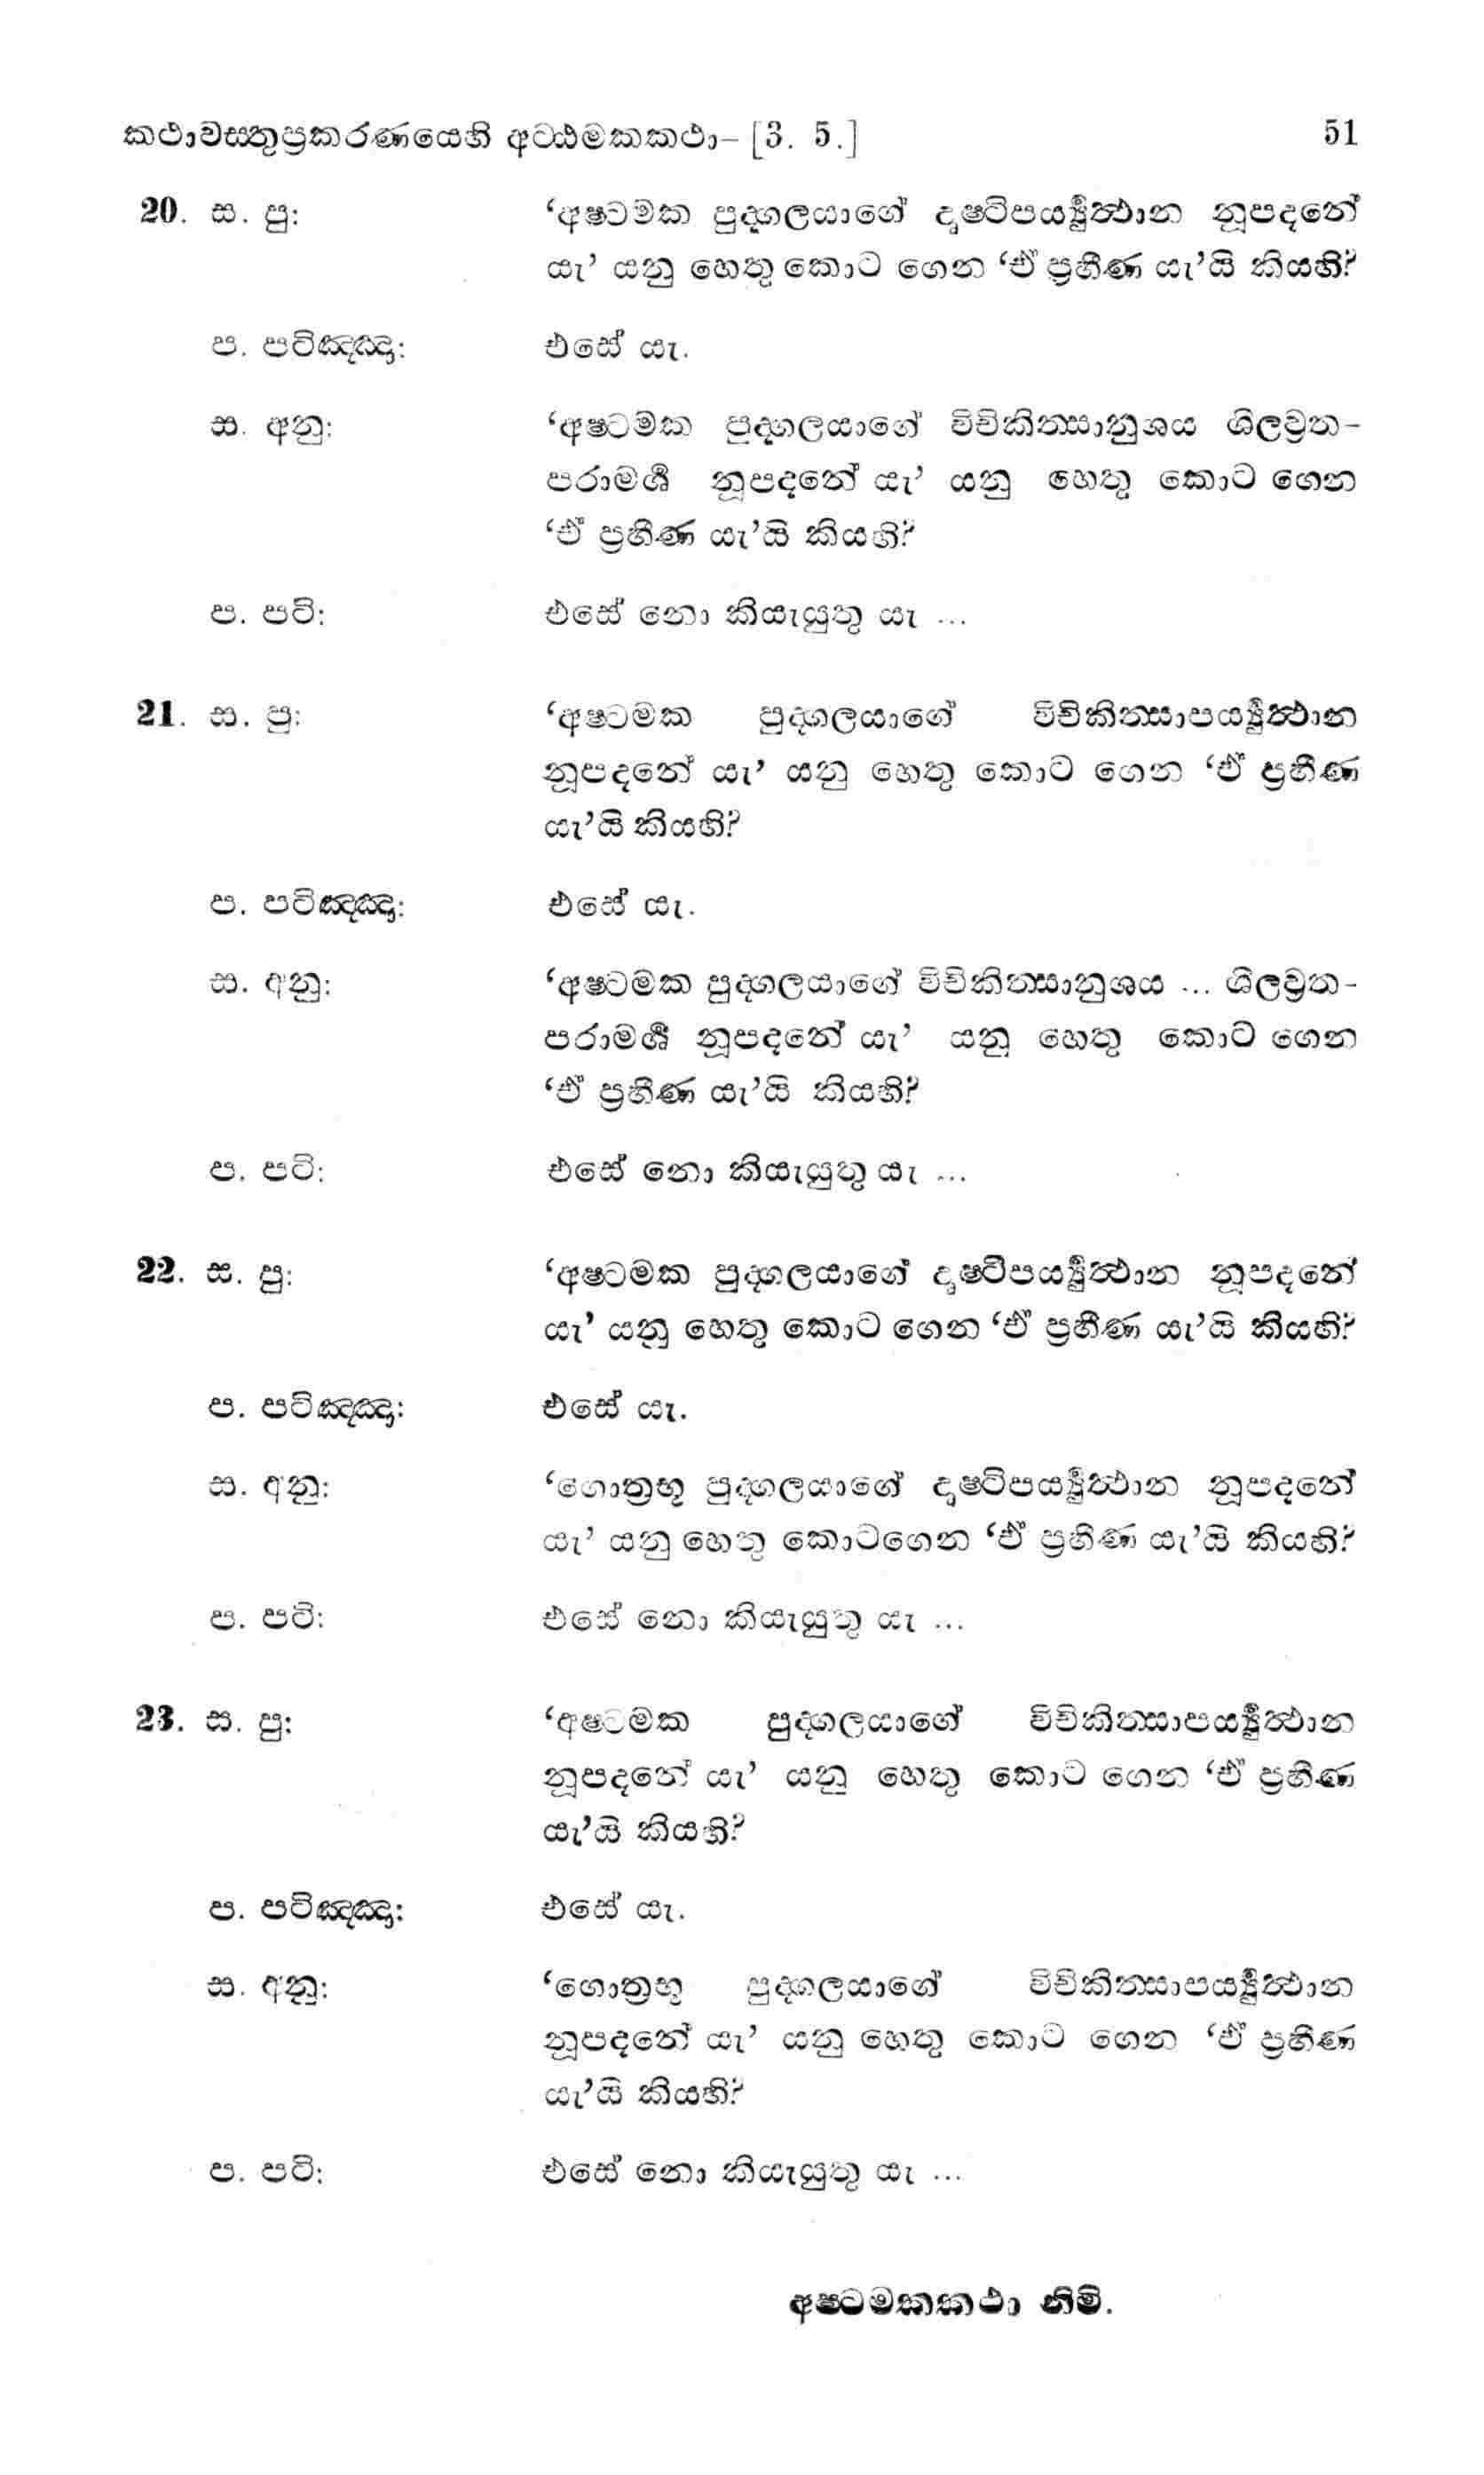 කථාවස්තුප්‍රකරණයෙහි අට්ඨමකකථා– [3. 5.] 51
20. ස. පු: ‘අෂ්ටමක පුද්ගලයාගේ දෘෂ්ටිපර්‍ය්‍යුත්ථාන නූපදනේ
යැ’ යනු හෙතු කොට ගෙන ‘ඒ ප්‍රහීණ යැ’යි කියහි?
ප. පටිඤ්ඤා: එසේ යැ.
ස. අනු: ‘අෂ්ටමක පුද්ගලයාගේ විචිකිත්සානුශය ශීලව්‍රත-
පරාමර්ශ නූපදනේ යැ’ යනු හෙතු කොට ගෙන
‘ඒ ප්‍රහීණ යැ’යි කියහි?
ප. පටි: එසේ නො කියැයුතු යැ ...
21. ස. පු: ‘අෂ්ටමක පුද්ගලයාගේ විචිකිත්සාපර්‍ය්‍යුත්ථාන
නූපදනේ යැ’ යනු හෙතු කොට ගෙන ‘ඒ ප්‍රහීණ
යැ’යි කියහි?
ප. පටිඤ්ඤා: එසේ යැ.
ස. අනු: ‘අෂ්ටමක පුද්ගලයාගේ විචිකිත්සානුශය ... ශීලව්‍රත-
පරාමර්ශ නූපදනේ යැ’ යනු හෙතු කොට ගෙන
‘ඒ ප්‍රහීණ යැ’යි කියහි?
ප. පටි: එසේ නො කියැයුතු යැ ...
22. ස. පු: ‘අෂ්ටමක පුද්ගලයාගේ දෘෂ්ටිපර්‍ය්‍යුත්ථාන නූපදනේ
යැ’ යනු හෙතු කොට ගෙන ‘ඒ ප්‍රහීණ යැ’යි කියහි?
ප. පටිඤ්ඤා: එසේ යැ.
ස. අනු: ‘ගොත්‍රභූ පුද්ගලයාගේ දෘෂ්ටිපර්‍ය්‍යුත්ථාන නූපදනේ
යැ’ යනු හෙතු කොටගෙන ‘ඒ ප්‍රහීණ යැ’යි කියහි?
ප. පටි: එසේ නො කියැයුතු යැ ...
23. ස. පු: ‘අෂ්ටමක පුද්ගලයාගේ විචිකිත්සාපර්‍ය්‍යුත්ථාන
නූපදනේ යැ’ යනු හෙතු කොට ගෙන ‘ඒ ප්‍රහීණ
යැ’යි කියහි?
ප. පටිඤ්ඤා: එසේ යැ.
ස. අනු: ‘ගොත්‍රභූ පුද්ගලයාගේ විචිකිත්සාපර්‍ය්‍යුත්ථාන
නූපදනේ යැ’ යනු හෙතු කොට ගෙන ‘ඒ ප්‍රහීණ
යැ’යි කියහි?
ප. පටි: එසේ නො කියැයුතු යැ ...
අෂ්ටමකකථා නිමි.